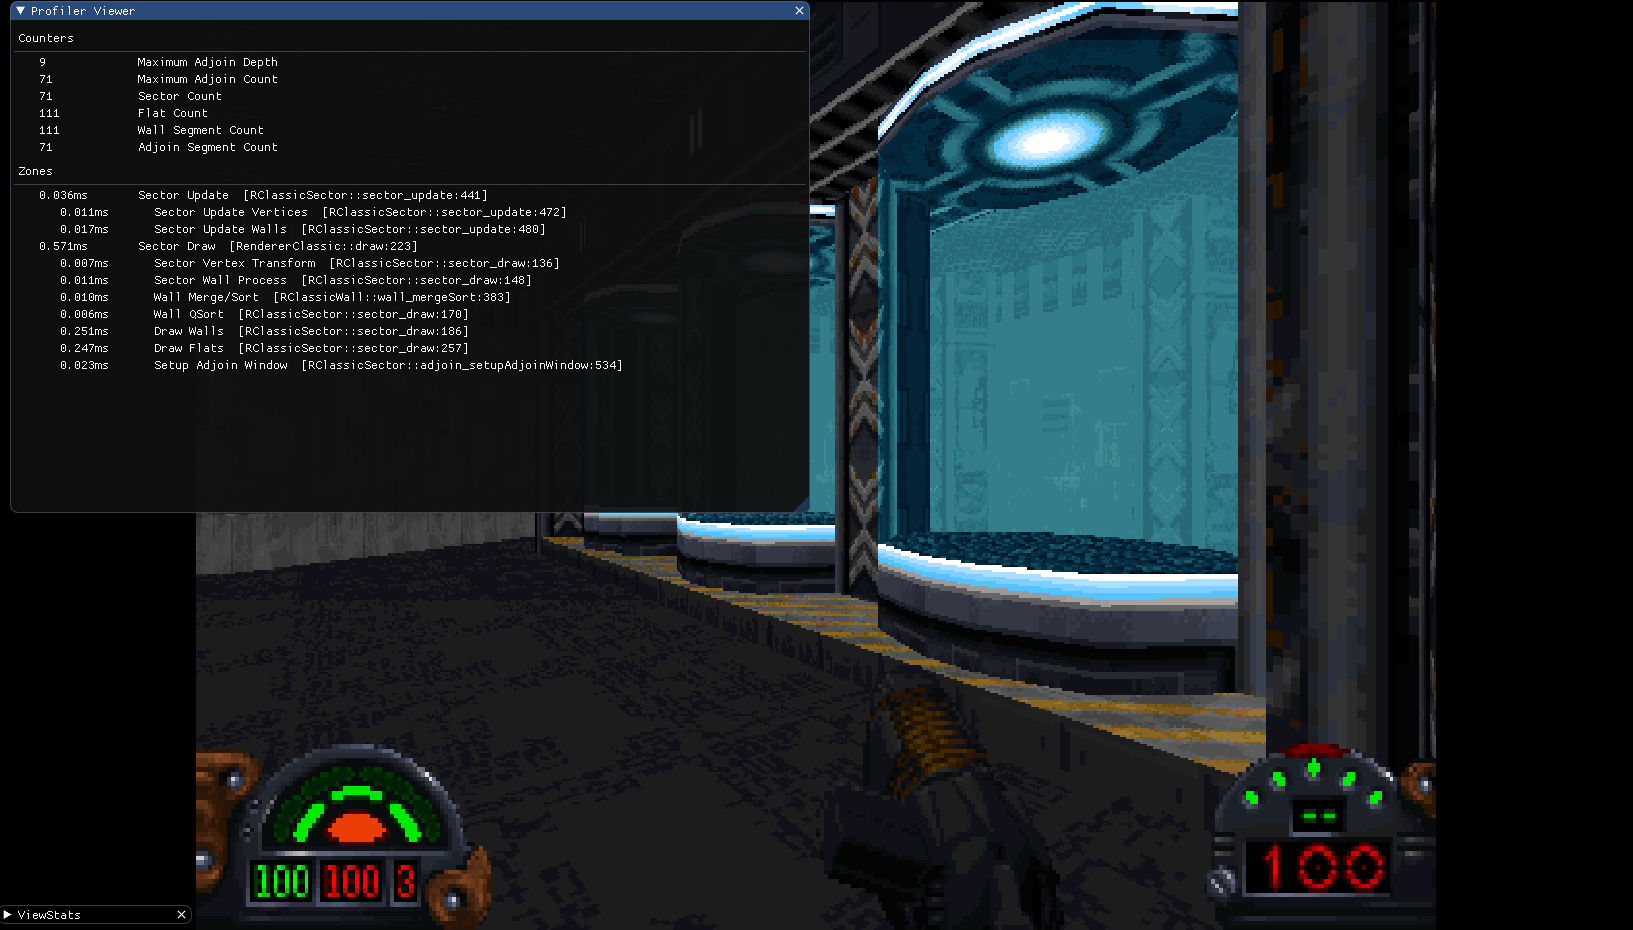 Profiler Viewer
Counters
9 Maximum Adjoin Depth
71 Maximum Adjoin Count
71 Sector Count
111 Flat Count
111 Wall Segment Count
71 Adjoin Segment Count
Zones
0.036ms Sector Update [RClassicSector::sector_update:441]
0.011ms Sector Update Vertices [RClassicSector::sector_update:472]
0.017ms Sector Update Walls [RClassicSector::sector_update:480]
0.571ms Sector Draw [RendererClassic::draw:223]
0.007ms Sector Vertex Transform [RClassicSector::sector_draw:136]
0.011ms Sector Wall Process [RClassicSector::sector_draw:148]
0.010ms Wall Merge/Sort [RClassicWall::wall_mergeSort:383]
0.006ms Wall QSort [RClassicSector::sector_draw:170]
0.251ms Draw Walls [RClassicSector::sector_draw:186]
0.247ms Draw Flats [RClassicSector::sector_draw:257]
0.023ms Setup Adjoin Window [RClassicSector::adjoin_setupAdjoinWindow:534]
--
100 100 3
100
ViewStats